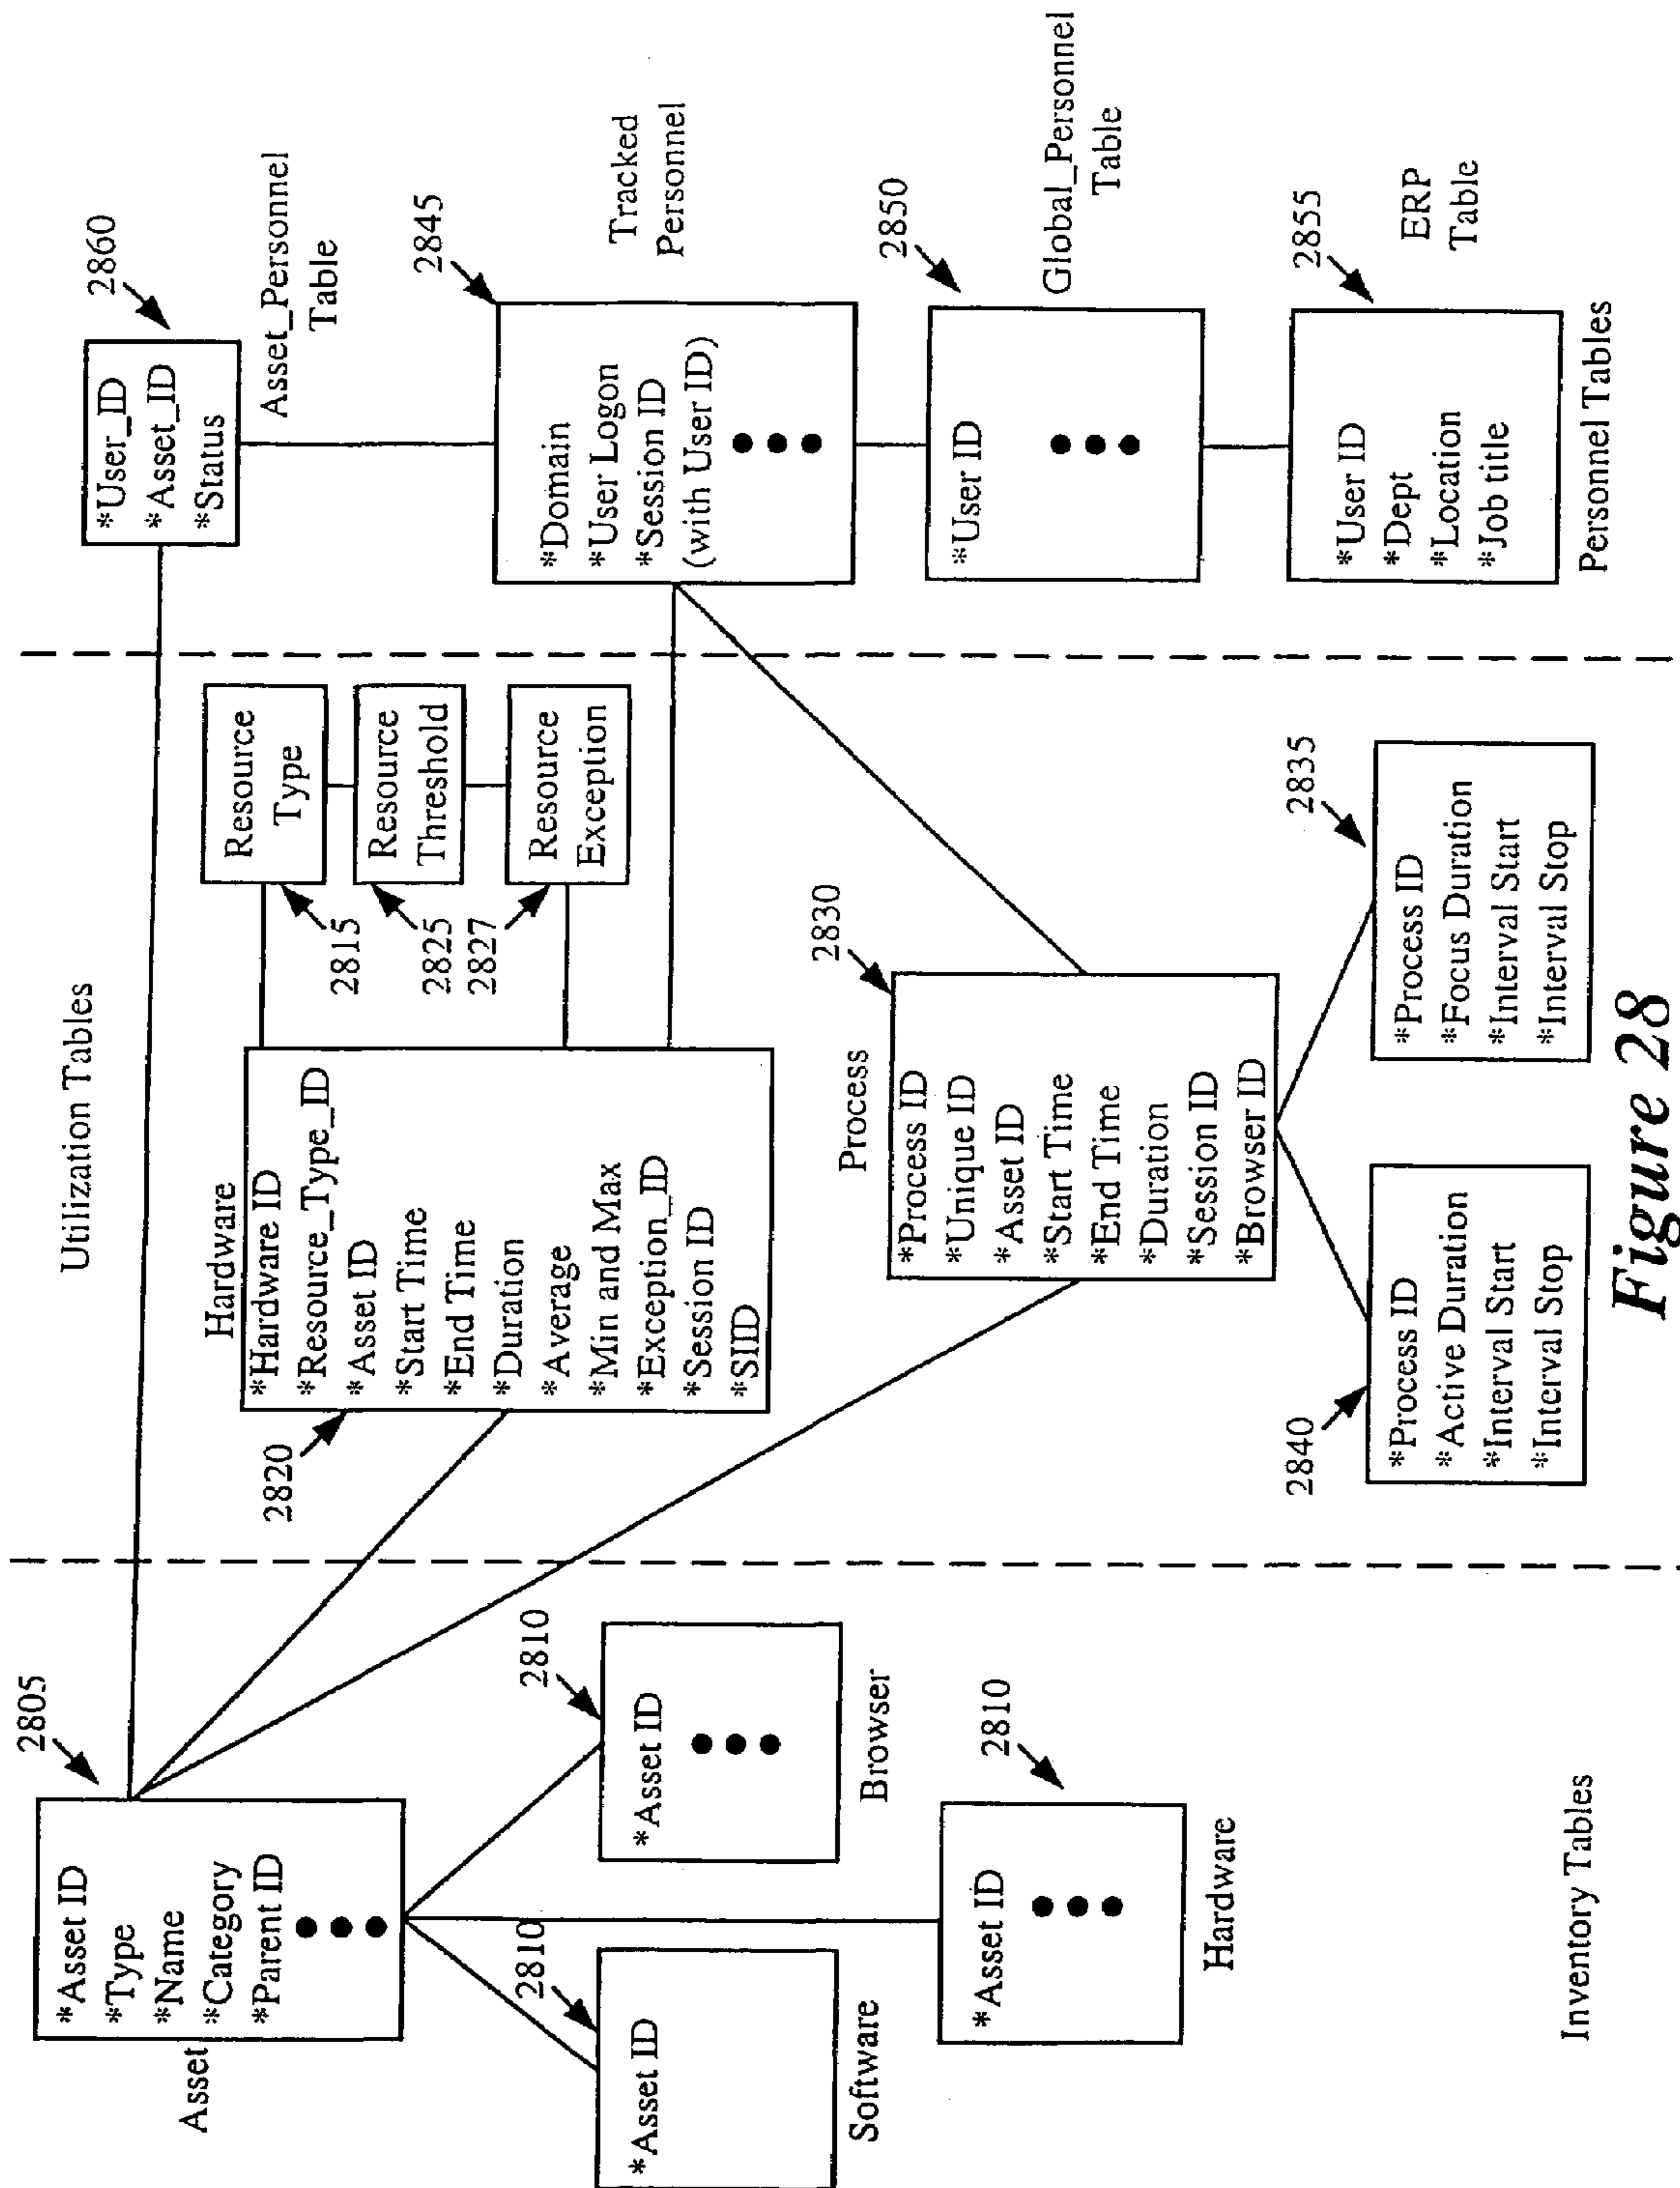 Utilization Tables
2805
Asset
*Asset ID
*Type
*Name
*Category
*Parent ID
2810
*Asset ID
Software
2810
*Asset ID
Browser
2810
*Asset ID
Hardware
Inventory Tables
Hardware
2820
*Hardware ID
*Resource_Type_ID
*Asset ID
*Start Time
*End Time
*Duration
*Average
*Min and Max
*Exception_ID
*Session ID
*SIID
Resource
Type
2815
Resource
Threshold
2825
Resource
Exception
2827
Process
2830
*Process ID
*Unique ID
*Asset ID
*Start Time
*End Time
*Duration
*Session ID
*Browser ID
2840
*Process ID
*Active Duration
*Interval Start
*Interval Stop
2835
*Process ID
*Focus Duration
*Interval Start
*Interval Stop
2860
*User_ID
*Asset_ID
*Status
Asset_Personnel
Table
2845
*Domain
*User Logon
*Session ID
(with User ID)
Tracked
Personnel
2850
*User ID
Global_Personnel
Table
2855
*User ID
*Dept
*Location
*Job title
ERP
Table
Personnel Tables
Figure 28